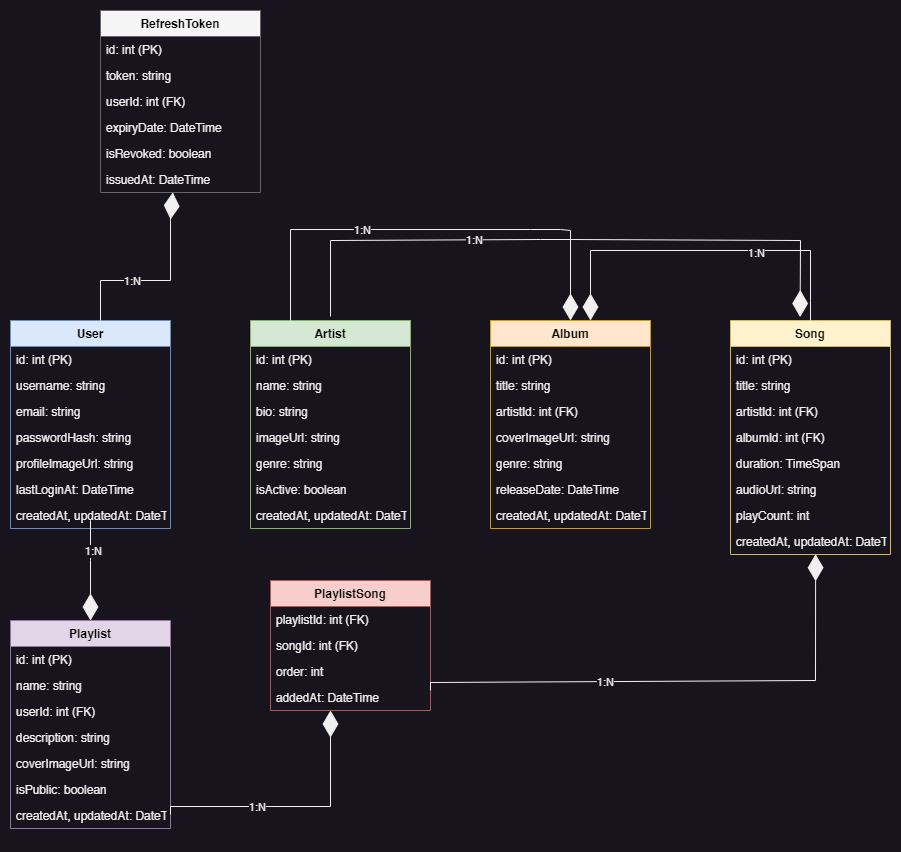 RefreshToken
id: int (PK)
token: string
userId: int (FK)
expiryDate: DateTime
isRevoked: boolean
issuedAt: DateTime
1:N
1:N
1:N
1:N
User
id: int (PK)
username: string
email: string
passwordHash: string
profileImageUrl: string
lastLoginAt: DateTime
createdAt, updatedAt: DateT
Artist
id: int (PK)
name: string
bio: string
imageUrl: string
genre: string
isActive: boolean
createdAt, updatedAt: DateT
Album
id: int (PK)
title: string
artistId: int (FK)
coverImageUrl: string
genre: string
releaseDate: DateTime
createdAt, updatedAt: DateT
Song
id: int (PK)
title: string
artistId: int (FK)
albumId: int (FK)
duration: TimeSpan
audioUrl: string
playCount: int
createdAt, updatedAt: DateT
1:N
Playlist
id: int (PK)
name: string
userId: int (FK)
description: string
coverImageUrl: string
isPublic: boolean
createdAt, updatedAt: DateT
PlaylistSong
playlistId: int (FK)
songId: int (FK)
order: int
addedAt: DateTime
1:N
1:N